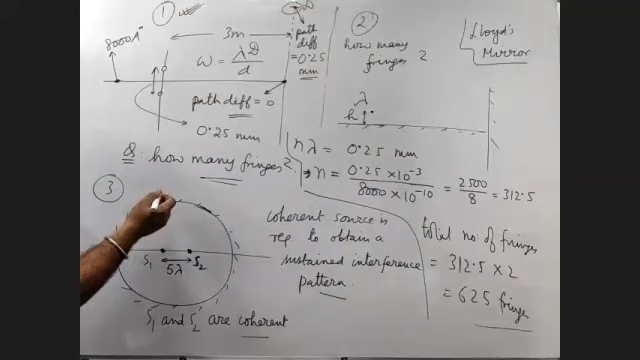 ①
8000 A°
3m
ω = λD/d
∞
path
diff
= 0.25
mm
path diff = 0
0.25 mm
Q: how many fringes?
②
how many
fringes ?
Lloyd's
Mirror
λ
h
nλ = 0.25 mm
→ n = 0.25 × 10⁻³ / 8000 × 10⁻¹⁰ = 2500/8 = 312.5
total no. of fringes
= 312.5 × 2
= 625 fringe
③
S₁ S₂
5λ
S₁ and S₂ are coherent
coherent source is
req to obtain a
sustained interference
pattern